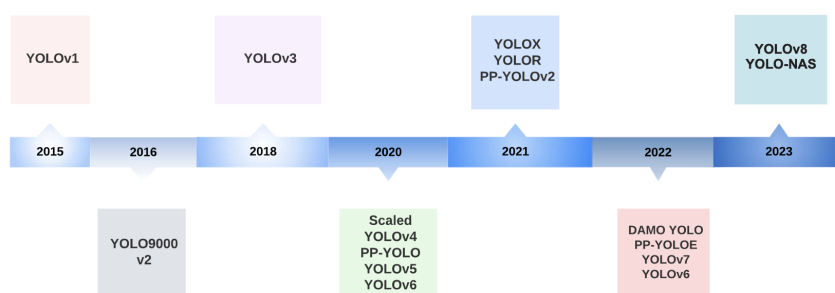 YOLOv1
YOLOv3
YOLOX
YOLOR
PP-YOLOv2
YOLOv8
YOLO-NAS
2015
2016
2018
2020
2021
2022
2023
YOLO9000
v2
Scaled
YOLOv4
PP-YOLO
YOLOv5
YOLOv6
DAMO YOLO
PP-YOLOE
YOLOv7
YOLOv6